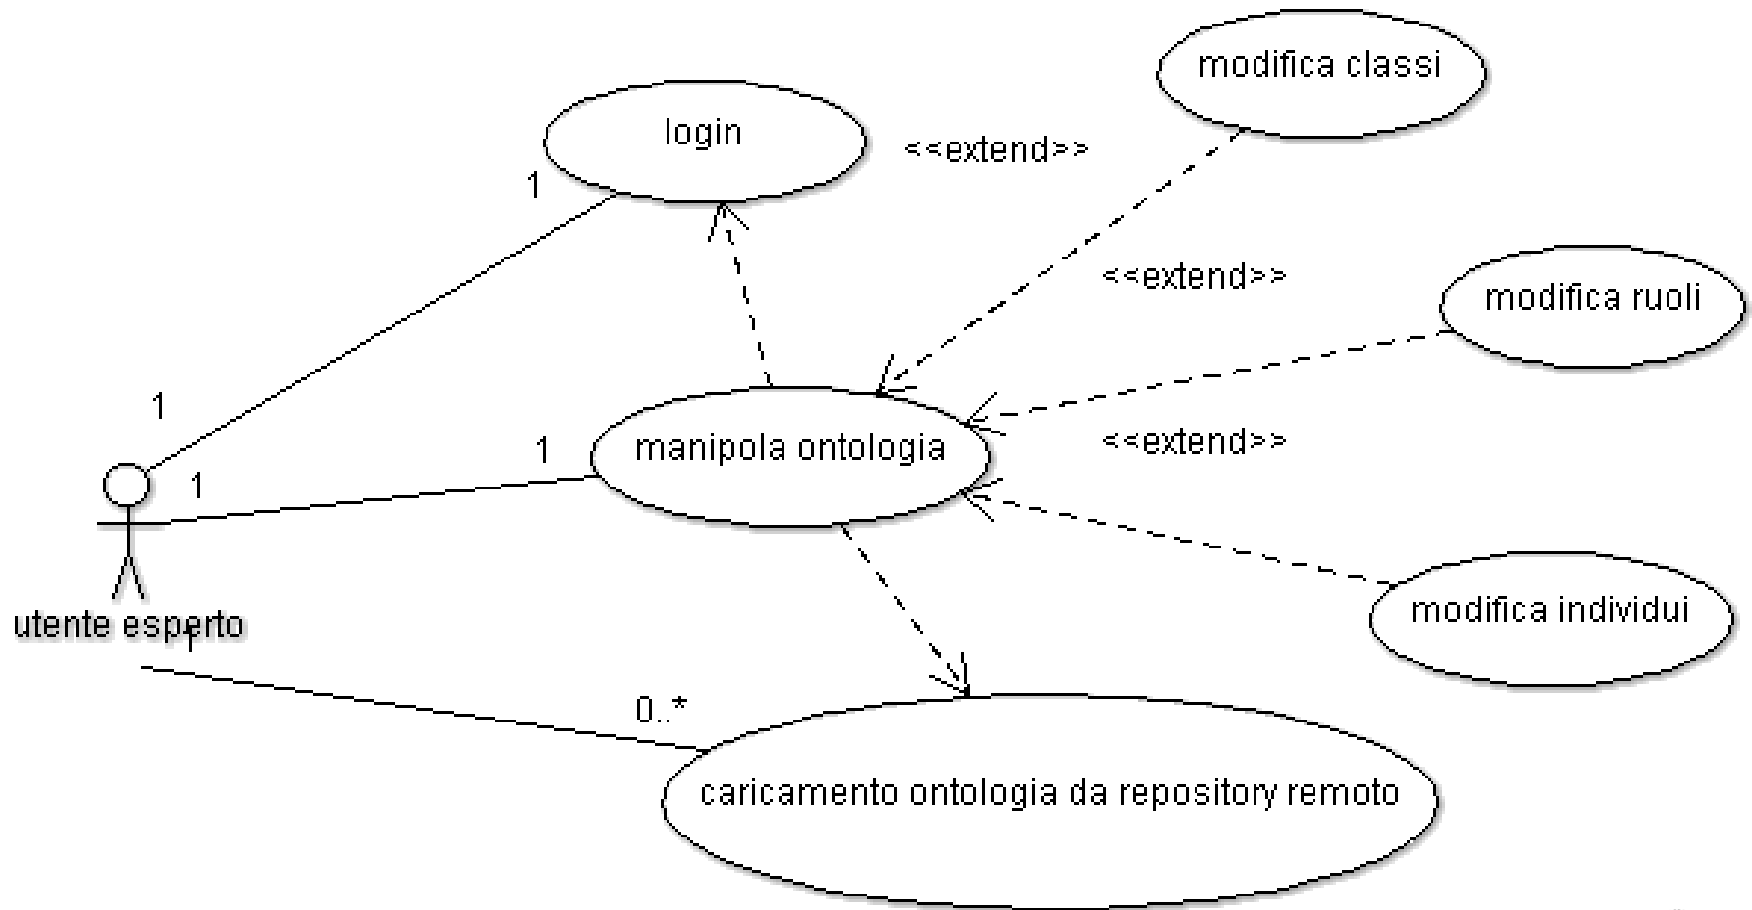 modifica classi
login
<<extend>>
1
<<extend>>
modifica ruoli
1
<<extend>>
manipola ontologia
1
1
modifica individui
utente esperto
1
0..*
caricamento ontologia da repository remoto